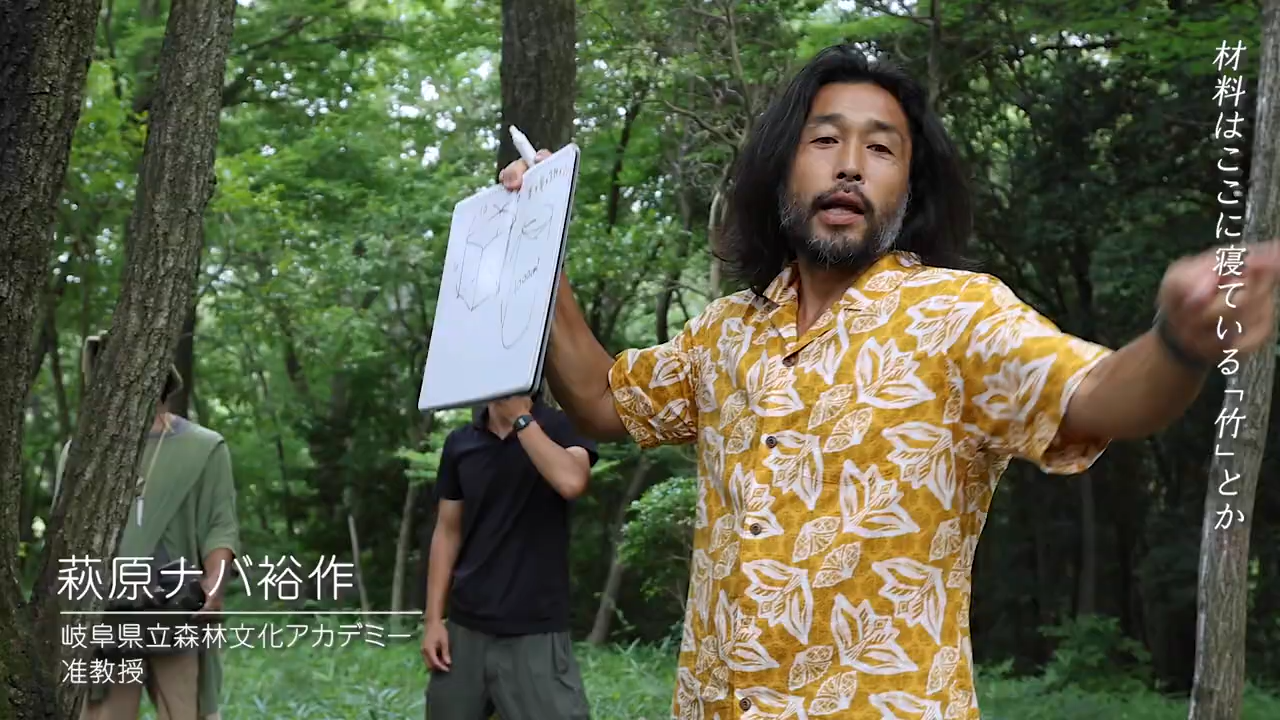 材料はここに寝ている「竹」とか
萩原ナバ裕作
岐阜県立森林文化アカデミー
准教授